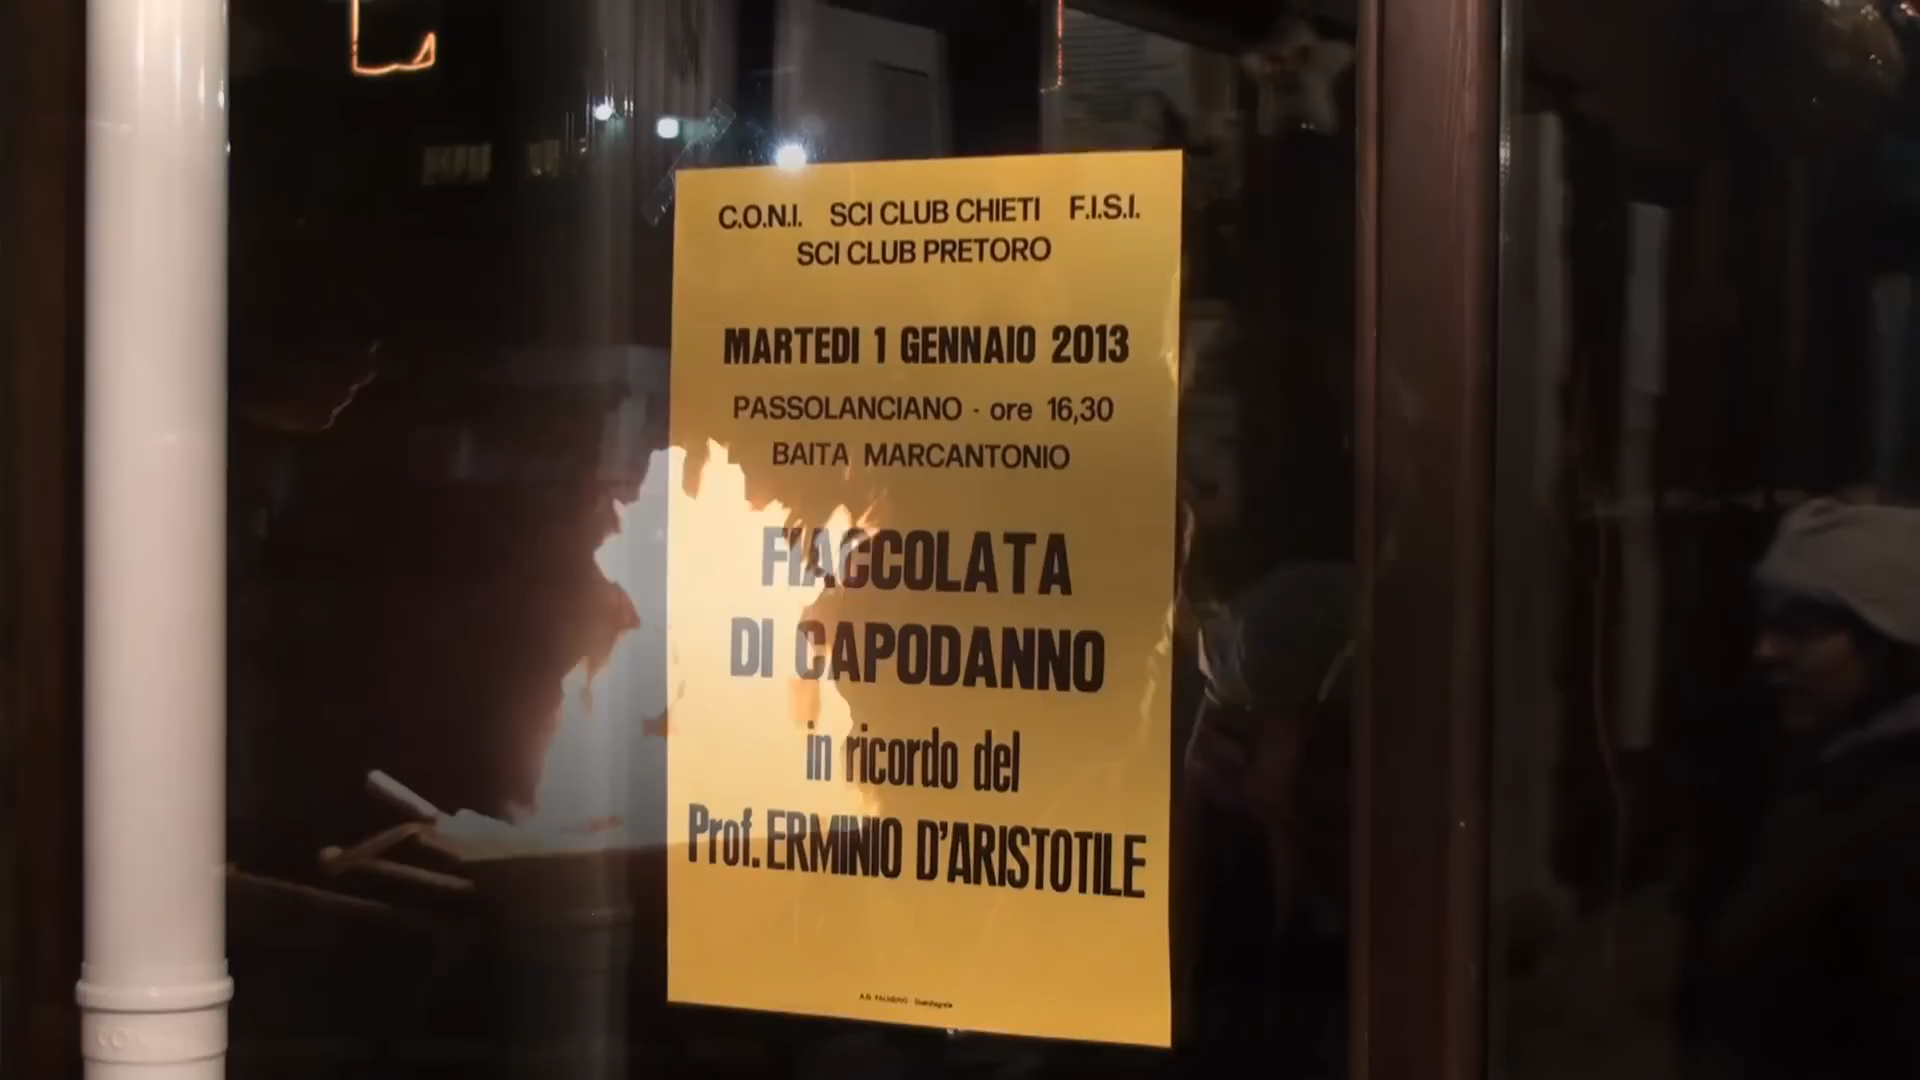 C.O.N.I. SCI CLUB CHIETI F.I.S.I.
SCI CLUB PRETORO
MARTEDI 1 GENNAIO 2013
PASSOLANCIANO - ore 16,30
BAITA MARCANTONIO
FIACCOLATA
DI CAPODANNO
in ricordo del
Prof. ERMINIO D'ARISTOTILE